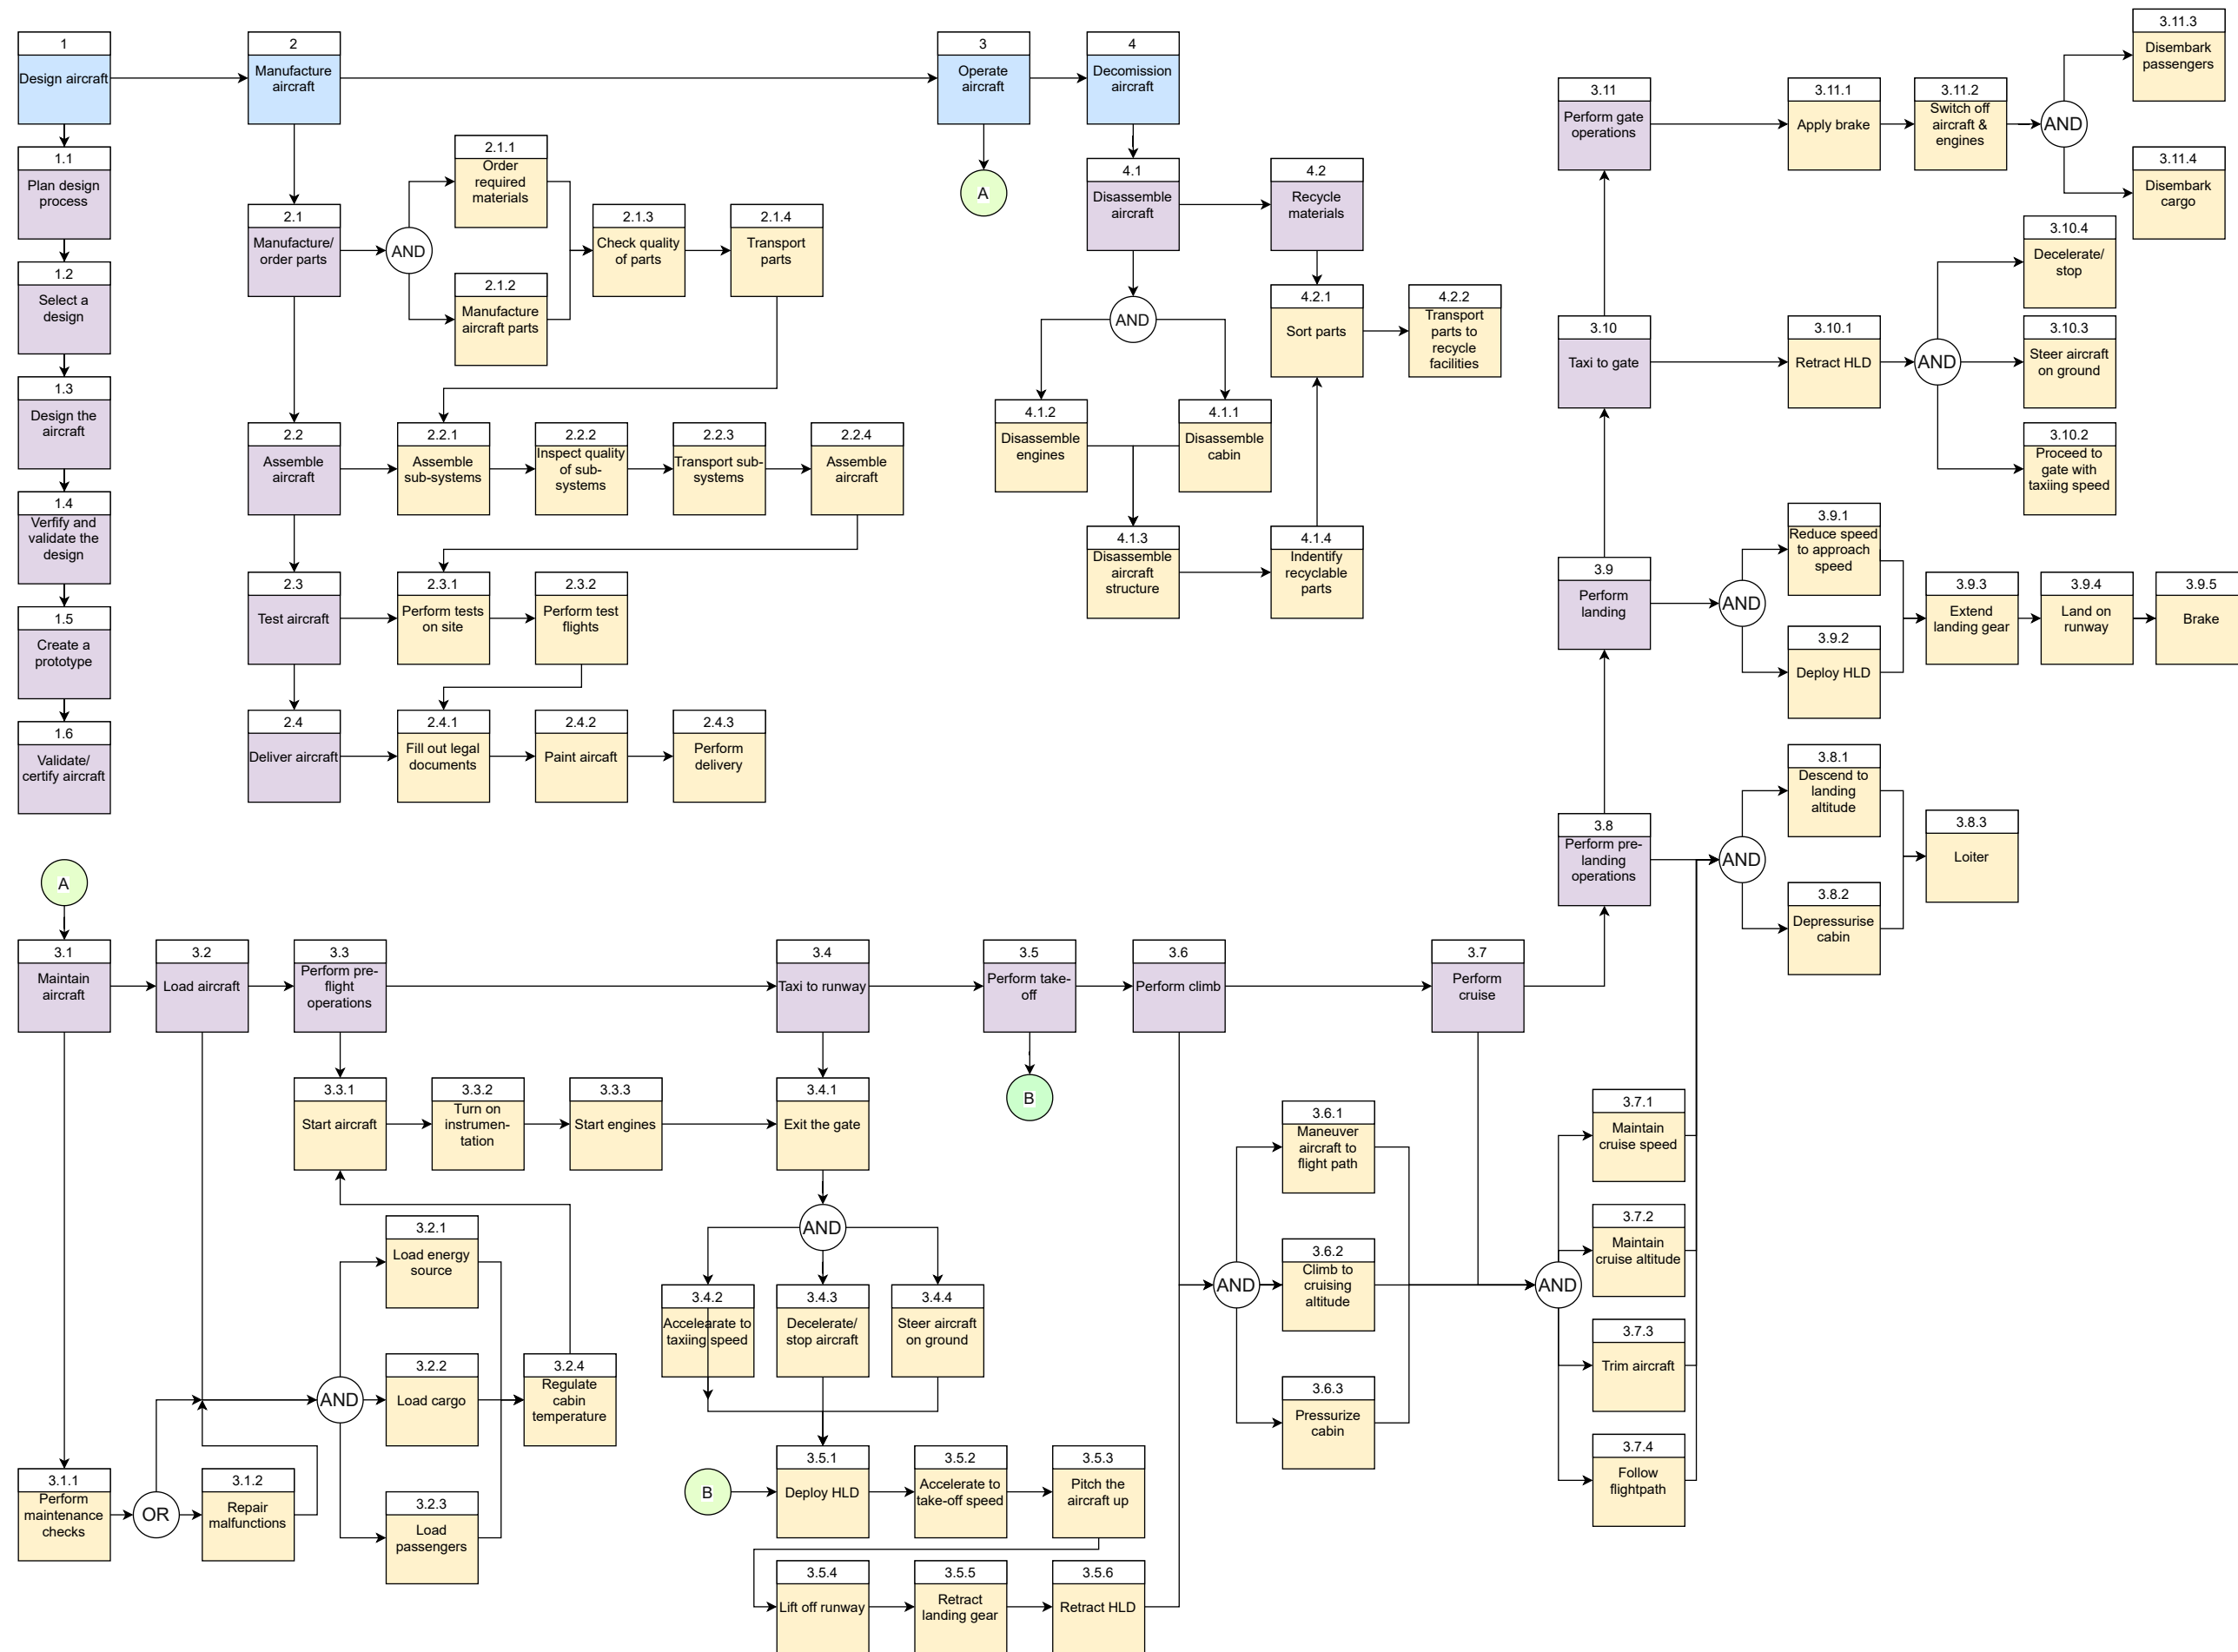 1
Design aircraft
2
Manufacture
aircraft
3
Operate
aircraft
4
Decomission
aircraft
1.1
Plan design
process
1.2
Select a
design
1.3
Design the
aircraft
1.4
Verfify and
validate the
design
1.5
Create a
prototype
1.6
Validate/
certify aircraft
2.1
Manufacture/
order parts
AND
2.1.1
Order
required
materials
2.1.2
Manufacture
aircraft parts
2.1.3
Check quality
of parts
2.1.4
Transport
parts
2.2
Assemble
aircraft
2.2.1
Assemble
sub-systems
2.2.2
Inspect quality
of sub-
systems
2.2.3
Transport sub-
systems
2.2.4
Assemble
aircraft
2.3
Test aircraft
2.3.1
Perform tests
on site
2.3.2
Perform test
flights
2.4
Deliver aircraft
2.4.1
Fill out legal
documents
2.4.2
Paint aircaft
2.4.3
Perform
delivery
A
4.1
Disassemble
aircraft
4.2
Recycle
materials
AND
4.2.1
Sort parts
4.2.2
Transport
parts to
recycle
facilities
4.1.2
Disassemble
engines
4.1.1
Disassemble
cabin
4.1.3
Disassemble
aircraft
structure
4.1.4
Indentify
recyclable
parts
3.11
Perform gate
operations
3.11.1
Apply brake
3.11.2
Switch off
aircraft &
engines
AND
3.11.3
Disembark
passengers
3.11.4
Disembark
cargo
3.10
Taxi to gate
3.10.1
Retract HLD
AND
3.10.4
Decelerate/
stop
3.10.3
Steer aircraft
on ground
3.10.2
Proceed to
gate with
taxiing speed
3.9
Perform
landing
AND
3.9.1
Reduce speed
to approach
speed
3.9.2
Deploy HLD
3.9.3
Extend
landing gear
3.9.4
Land on
runway
3.9.5
Brake
3.8
Perform pre-
landing
operations
AND
3.8.1
Descend to
landing
altitude
3.8.2
Depressurise
cabin
3.8.3
Loiter
A
3.1
Maintain
aircraft
3.2
Load aircraft
3.3
Perform pre-
flight
operations
3.4
Taxi to runway
3.5
Perform take-
off
3.6
Perform climb
3.7
Perform
cruise
B
3.3.1
Start aircraft
3.3.2
Turn on
instrumen-
tation
3.3.3
Start engines
3.4.1
Exit the gate
AND
3.4.2
Accelearate to
taxiing speed
3.4.3
Decelerate/
stop aircraft
3.4.4
Steer aircraft
on ground
3.2.1
Load energy
source
AND
3.2.2
Load cargo
3.2.3
Load
passengers
3.2.4
Regulate
cabin
temperature
3.1.1
Perform
maintenance
checks
OR
3.1.2
Repair
malfunctions
B
3.5.1
Deploy HLD
3.5.2
Accelerate to
take-off speed
3.5.3
Pitch the
aircraft up
3.5.4
Lift off runway
3.5.5
Retract
landing gear
3.5.6
Retract HLD
AND
3.6.1
Maneuver
aircraft to
flight path
3.6.2
Climb to
cruising
altitude
3.6.3
Pressurize
cabin
AND
3.7.1
Maintain
cruise speed
3.7.2
Maintain
cruise altitude
3.7.3
Trim aircraft
3.7.4
Follow
flightpath